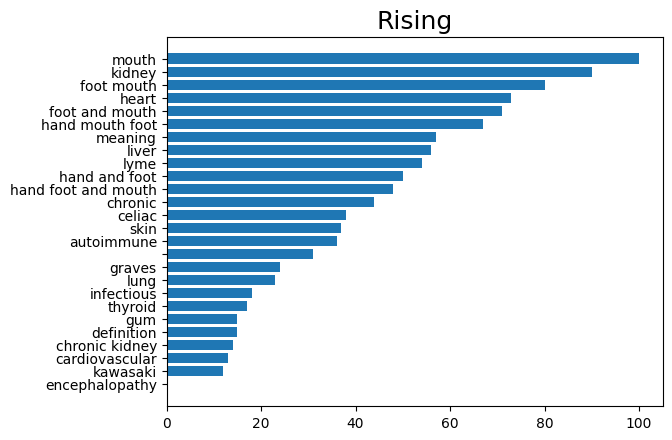 Rising
mouth
kidney
foot mouth
heart
foot and mouth
hand mouth foot
meaning
liver
lyme
hand and foot
hand foot and mouth
chronic
celiac
skin
autoimmune
graves
lung
infectious
thyroid
gum
definition
chronic kidney
cardiovascular
kawasaki
encephalopathy
0 20 40 60 80 100